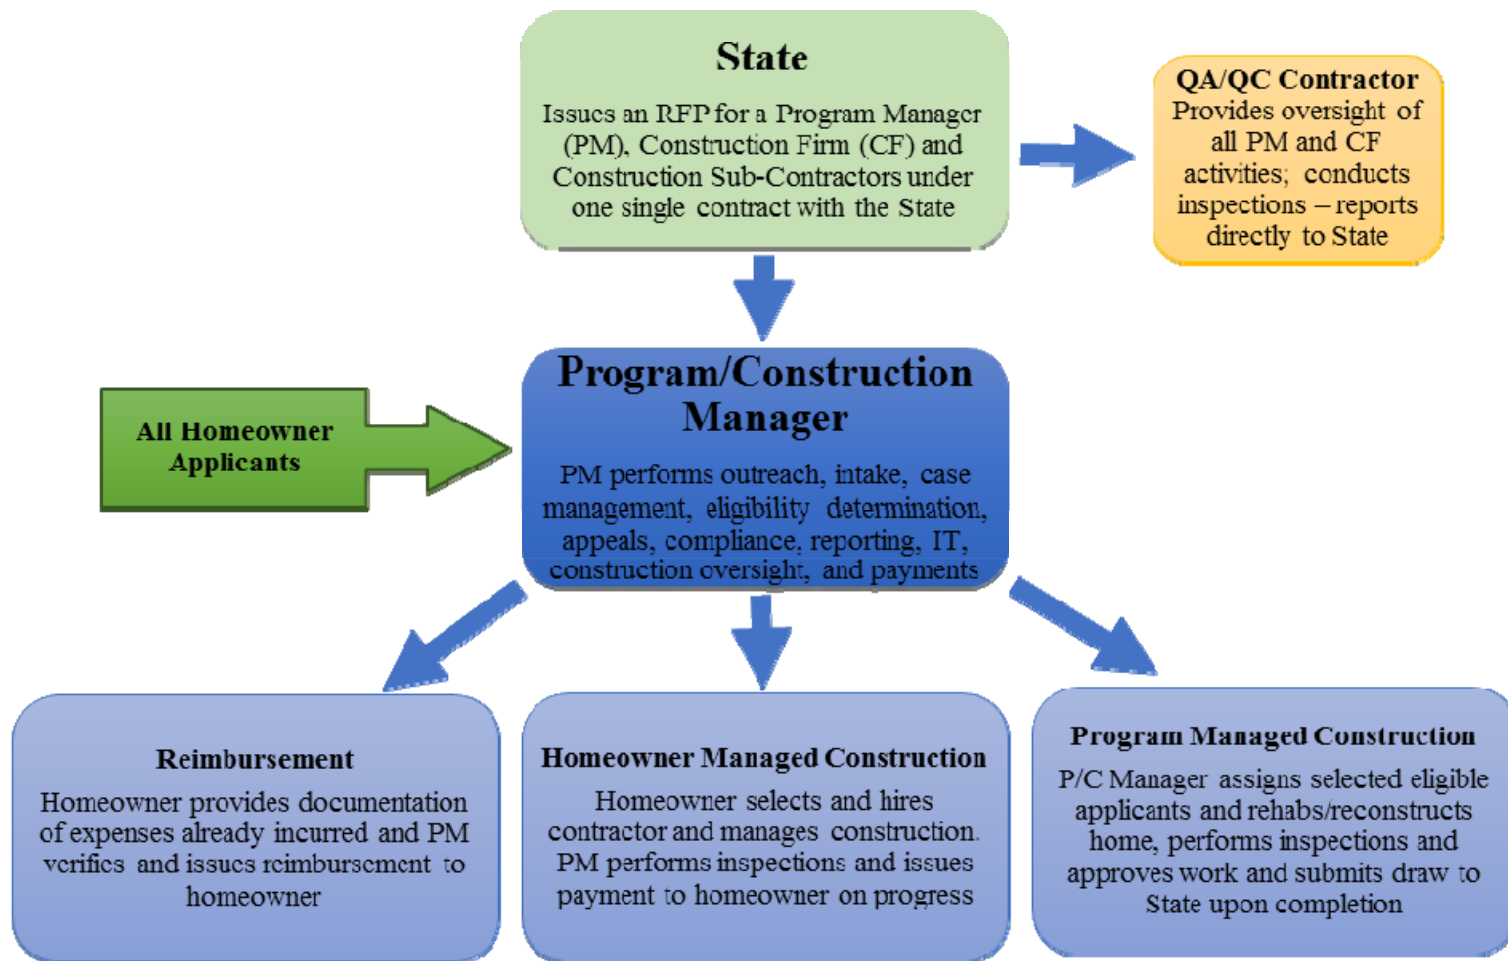 State
Issues an RFP for a Program Manager
(PM), Construction Firm (CF) and
Construction Sub-Contractors under
one single contract with the State
QA/QC Contractor
Provides oversight of
all PM and CF
activities; conducts
inspections – reports
directly to State
All Homeowner
Applicants
Program/Construction
Manager
PM performs outreach, intake, case
management, eligibility determination,
appeals, compliance, reporting, IT,
construction oversight, and payments
Reimbursement
Homeowner provides documentation
of expenses already incurred and PM
verifies and issues reimbursement to
homeowner
Homeowner Managed Construction
Homeowner selects and hires
contractor and manages construction.
PM performs inspections and issues
payment to homeowner on progress
Program Managed Construction
P/C Manager assigns selected eligible
applicants and rehabs/reconstructs
home, performs inspections and
approves work and submits draw to
State upon completion